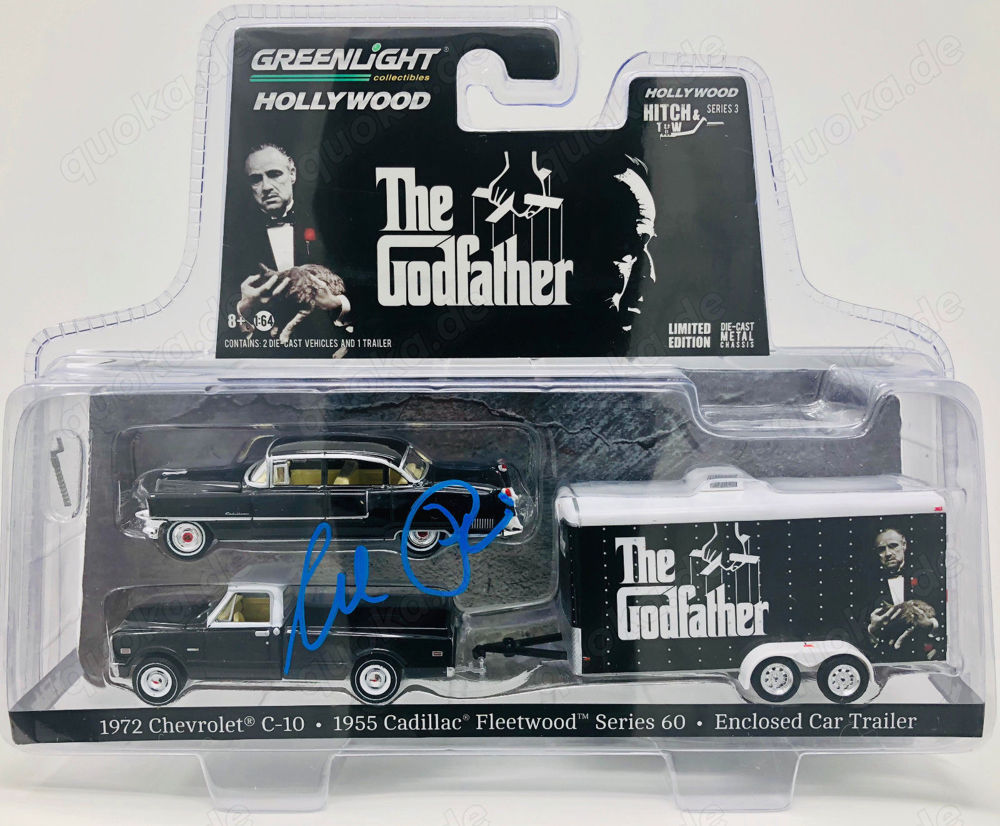 GREENLIGHT®
collectibles
HOLLYWOOD
HOLLYWOOD
HITCH & TOW SERIES 3
The
Godfather
8+ 1:64
CONTAINS: 2 DIE-CAST VEHICLES AND 1 TRAILER
LIMITED EDITION
DIE-CAST METAL CHASSIS
The
Godfather
1972 Chevrolet® C-10 • 1955 Cadillac® Fleetwood™ Series 60 • Enclosed Car Trailer
quoka.de